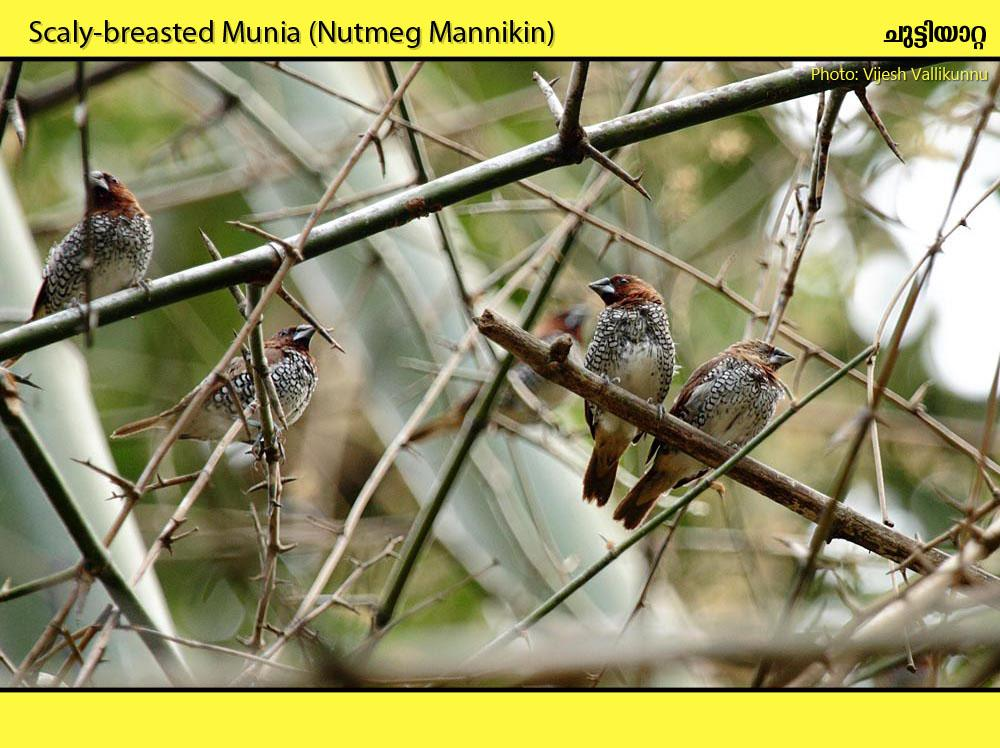 Scaly-breasted Munia (Nutmeg Mannikin)
ചുട്ടിയാറ്റ
Photo: Vijesh Vallikunnu